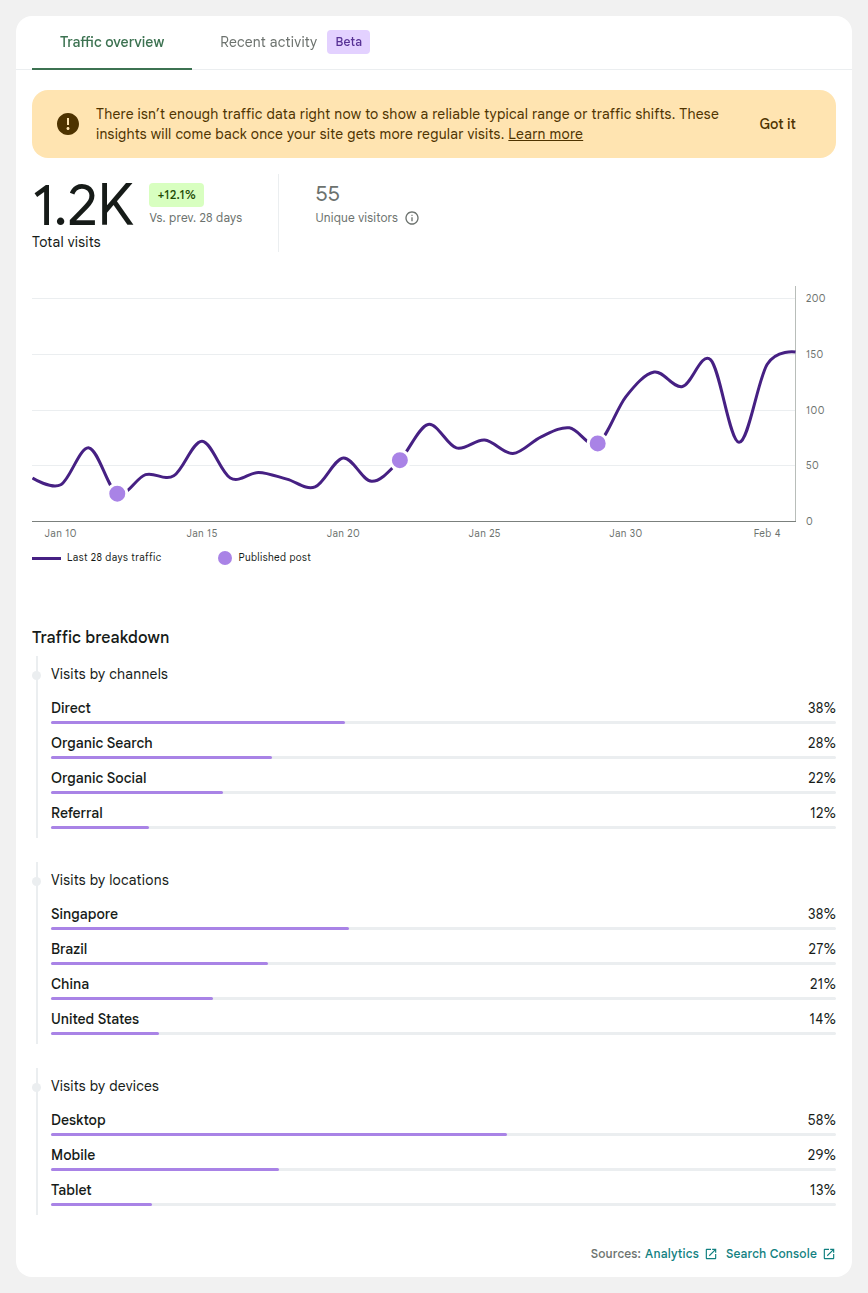 Traffic overview
Recent activity Beta
There isn’t enough traffic data right now to show a reliable typical range or traffic shifts. These
insights will come back once your site gets more regular visits. Learn more
Got it
1.2K
+12.1%
Vs. prev. 28 days
Total visits
55
Unique visitors
200
150
100
50
0
Jan 10 Jan 15 Jan 20 Jan 25 Jan 30 Feb 4
Last 28 days traffic Published post
Traffic breakdown
Visits by channels
Direct 38%
Organic Search 28%
Organic Social 22%
Referral 12%
Visits by locations
Singapore 38%
Brazil 27%
China 21%
United States 14%
Visits by devices
Desktop 58%
Mobile 29%
Tablet 13%
Sources: Analytics Search Console